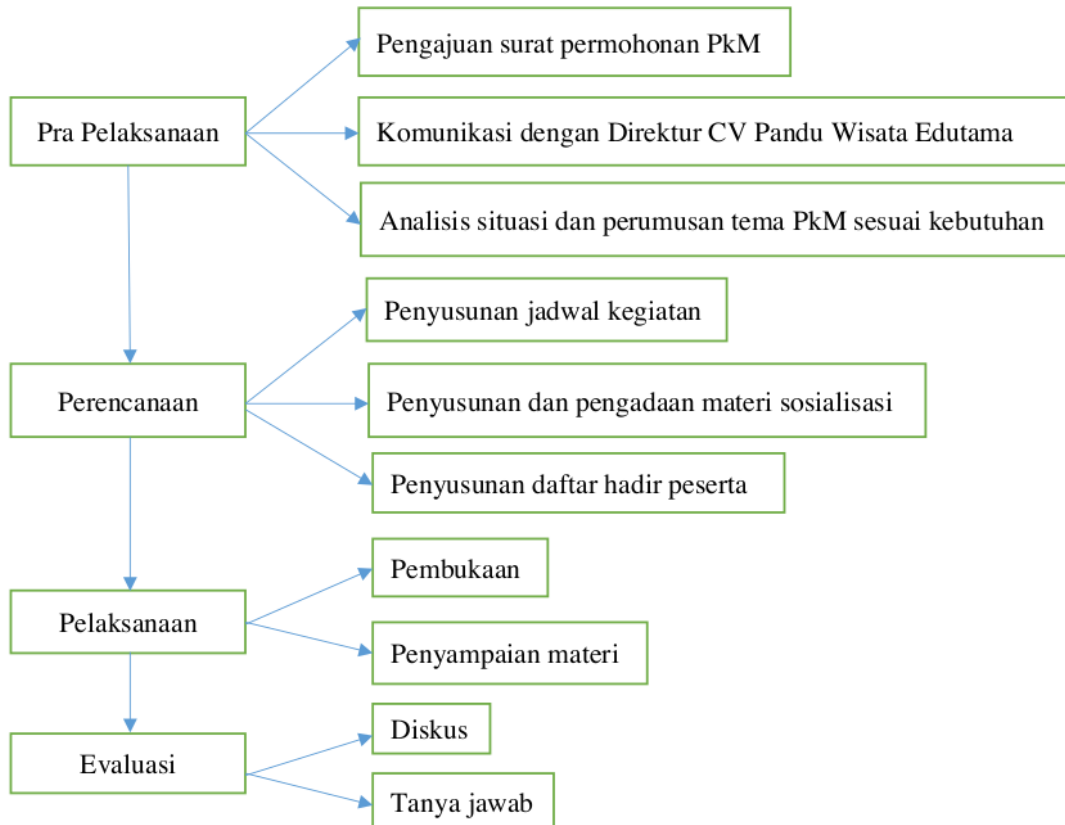 Pra Pelaksanaan
Pengajuan surat permohonan PkM
Komunikasi dengan Direktur CV Pandu Wisata Edutama
Analisis situasi dan perumusan tema PkM sesuai kebutuhan
Perencanaan
Penyusunan jadwal kegiatan
Penyusunan dan pengadaan materi sosialisasi
Penyusunan daftar hadir peserta
Pelaksanaan
Pembukaan
Penyampaian materi
Evaluasi
Diskus
Tanya jawab